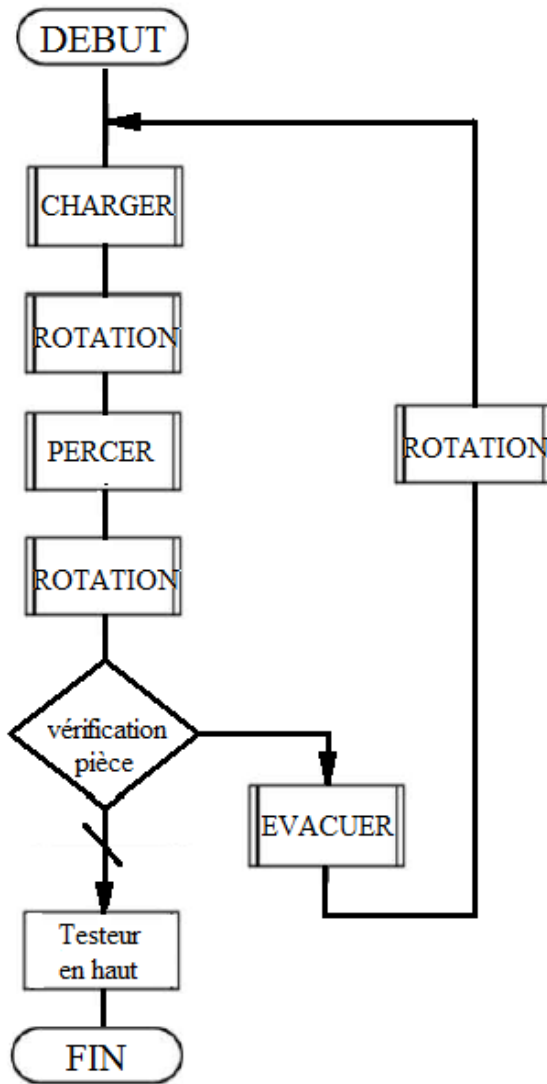 DEBUT
CHARGER
ROTATION
PERCER
ROTATION
ROTATION
vérification
pièce
EVACUER
Testeur
en haut
FIN